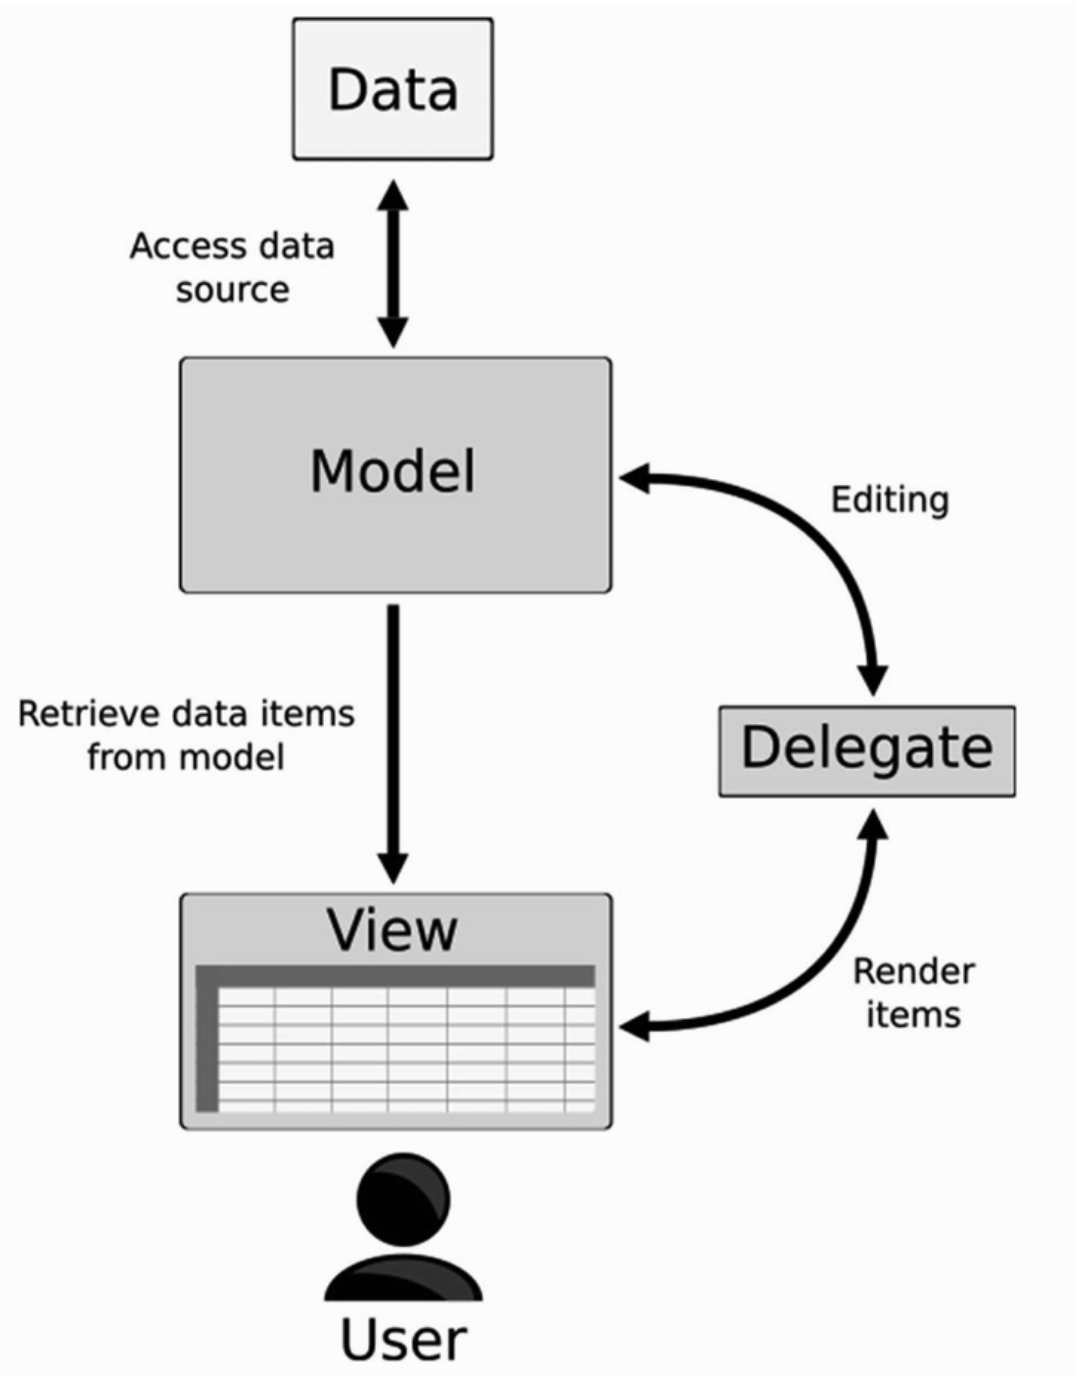 Data
Access data
source
Model
Editing
Retrieve data items
from model
Delegate
View
Render
items
User